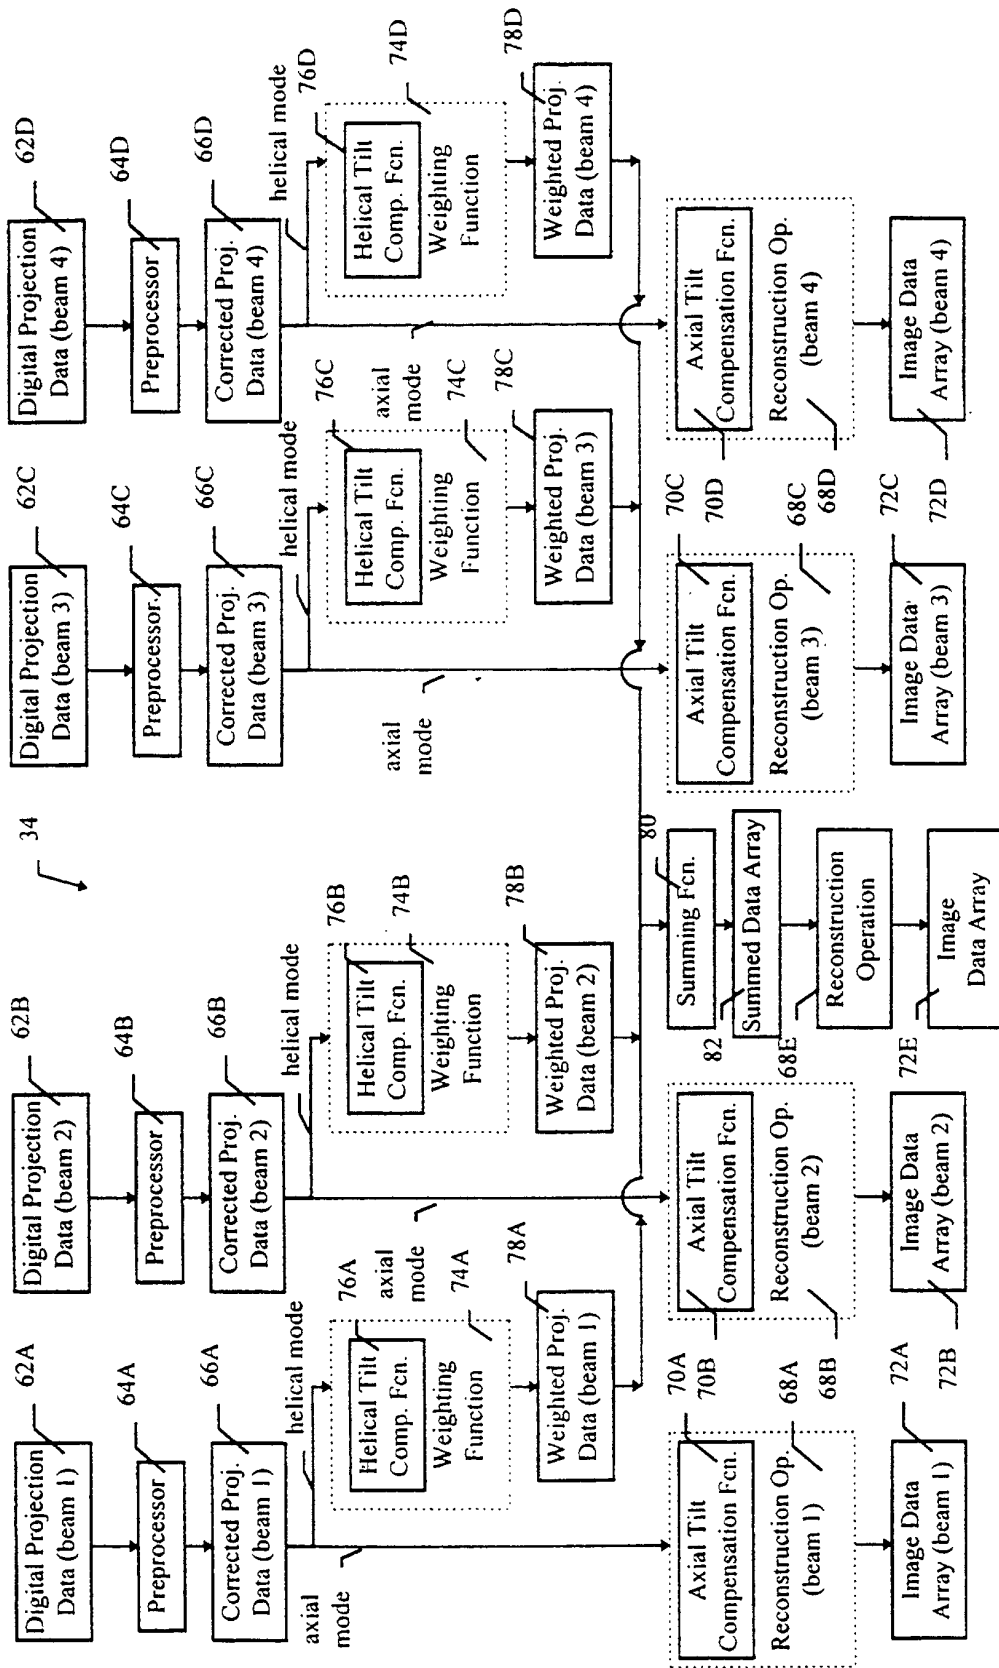 34
62A
Digital Projection
Data (beam 1)
64A
Preprocessor
66A
Corrected Proj.
Data (beam 1)
helical mode
axial
mode
76A
Helical Tilt
Comp. Fcn.
74A
Weighting
Function
78A
Weighted Proj.
Data (beam 1)
70A
Axial Tilt
Compensation Fcn.
68A
Reconstruction Op.
(beam 1)
72A
Image Data
Array (beam 1)
62B
Digital Projection
Data (beam 2)
64B
Preprocessor
66B
Corrected Proj.
Data (beam 2)
helical mode
axial
mode
76B
Helical Tilt
Comp. Fcn.
74B
Weighting
Function
78B
Weighted Proj.
Data (beam 2)
70B
Axial Tilt
Compensation Fcn.
68B
Reconstruction Op.
(beam 2)
72B
Image Data
Array (beam 2)
80
Summing Fcn.
82
Summed Data Array
68E
Reconstruction
Operation
72E
Image
Data Array
62C
Digital Projection
Data (beam 3)
64C
Preprocessor
66C
Corrected Proj.
Data (beam 3)
helical mode
axial
mode
76C
Helical Tilt
Comp. Fcn.
74C
Weighting
Function
78C
Weighted Proj.
Data (beam 3)
70C
Axial Tilt
Compensation Fcn.
68C
Reconstruction Op.
(beam 3)
72C
Image Data
Array (beam 3)
62D
Digital Projection
Data (beam 4)
64D
Preprocessor
66D
Corrected Proj.
Data (beam 4)
helical mode
axial
mode
76D
Helical Tilt
Comp. Fcn.
74D
Weighting
Function
78D
Weighted Proj.
Data (beam 4)
70D
Axial Tilt
Compensation Fcn.
68D
Reconstruction Op.
(beam 4)
72D
Image Data
Array (beam 4)